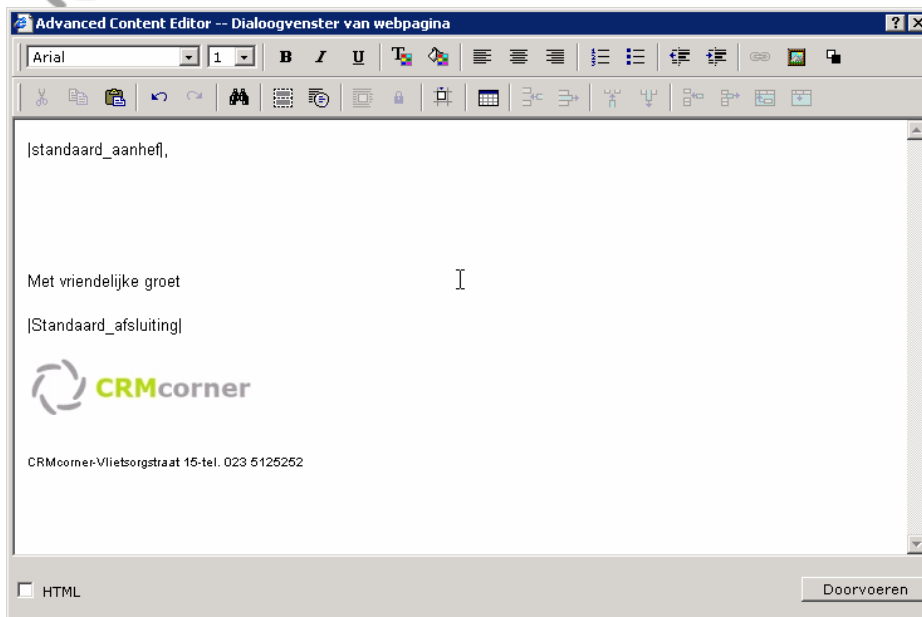 Advanced Content Editor -- Dialoogvenster van webpagina
Arial 1 B I U
|standaard_aanhef|,
Met vriendelijke groet
|Standaard_afsluiting|
CRMcorner
CRMcorner-Vlietsorgstraat 15-tel. 023 5125252
HTML
Doorvoeren